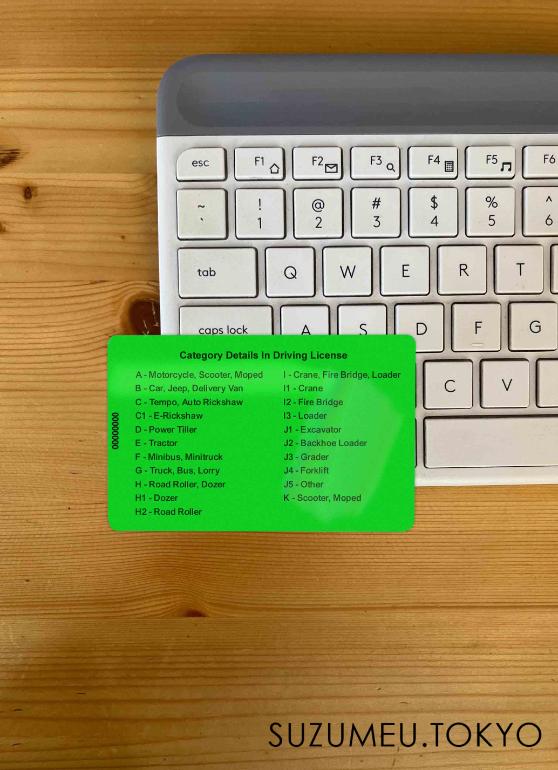 esc F1 F2 F3 F4 F5 F6
~ ! @ # $ % ^
` 1 2 3 4 5 6
tab Q W E R T
caps lock A S D F G
C V
Category Details In Driving License
A - Motorcycle, Scooter, Moped
B - Car, Jeep, Delivery Van
C - Tempo, Auto Rickshaw
C1 - E-Rickshaw
D - Power Tiller
E - Tractor
F - Minibus, Minitruck
G - Truck, Bus, Lorry
H - Road Roller, Dozer
H1 - Dozer
H2 - Road Roller
I - Crane, Fire Bridge, Loader
I1 - Crane
I2 - Fire Bridge
I3 - Loader
J1 - Excavator
J2 - Backhoe Loader
J3 - Grader
J4 - Forklift
J5 - Other
K - Scooter, Moped
00000000
SUZUMEU.TOKYO